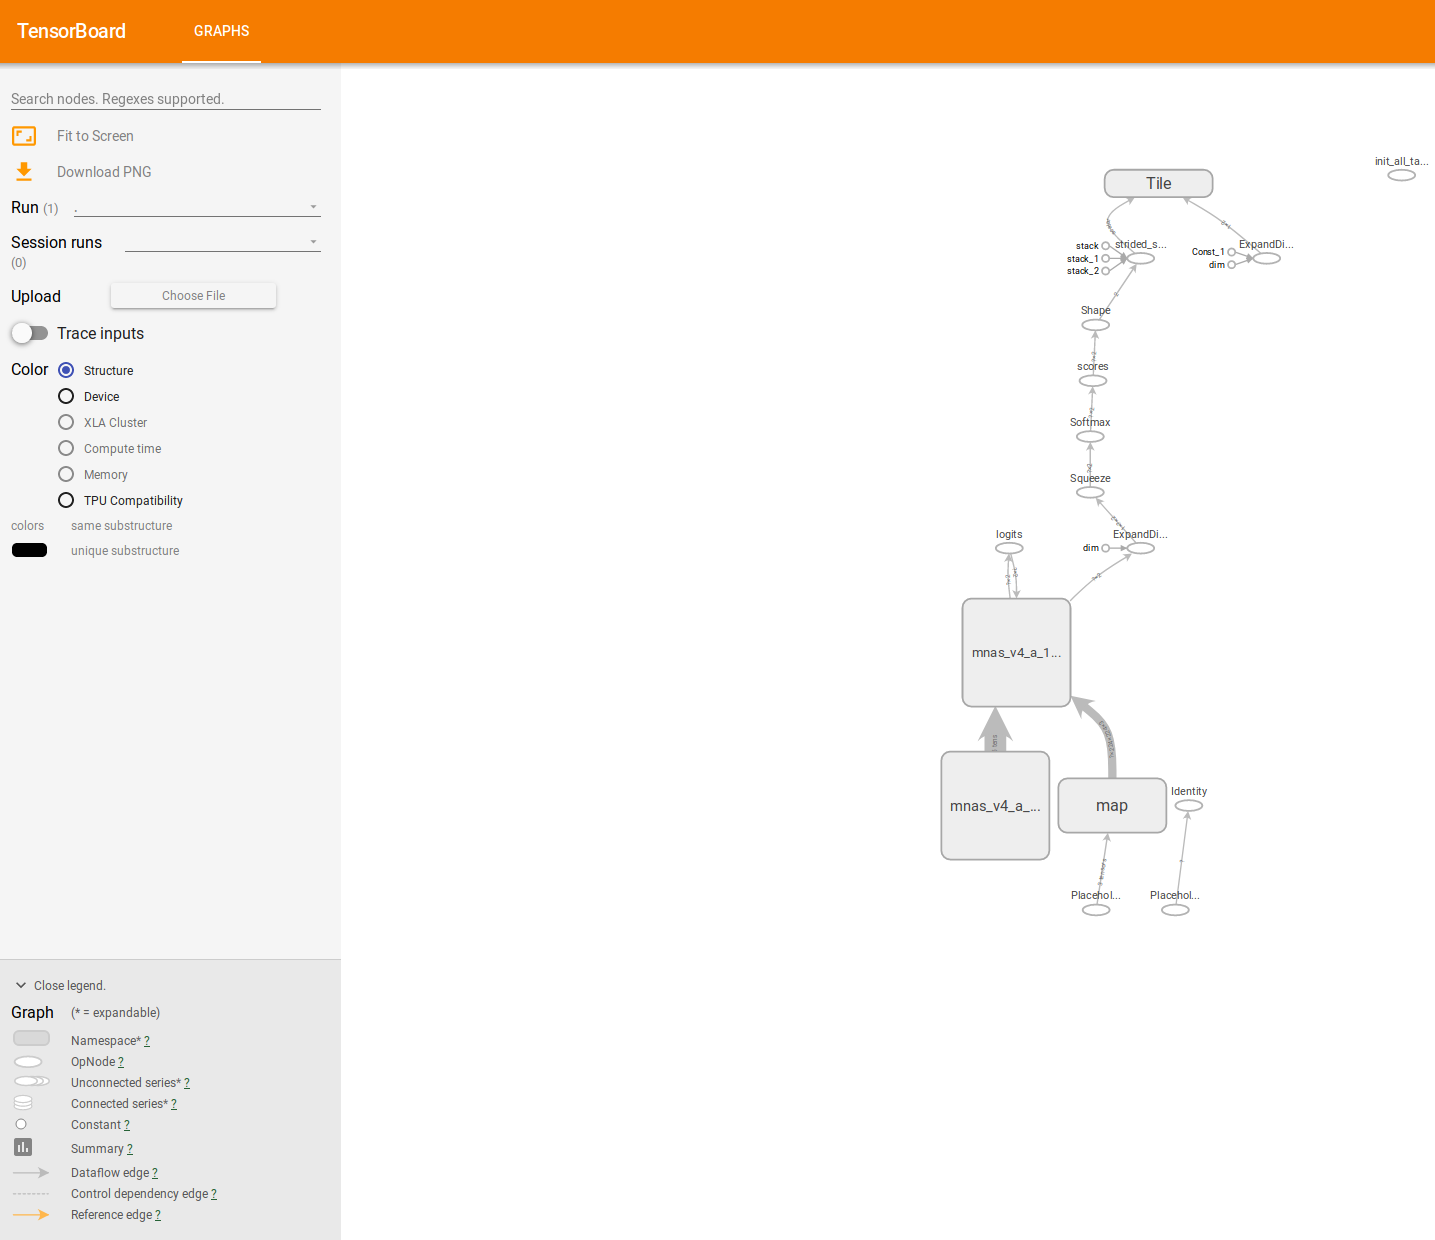 TensorBoard
GRAPHS
Search nodes. Regexes supported.
Fit to Screen
Download PNG
Run (1) .
Session runs
(0)
Upload
Choose File
Trace inputs
Color
Structure
Device
XLA Cluster
Compute time
Memory
TPU Compatibility
colors same substructure
unique substructure
Close legend.
Graph (* = expandable)
Namespace* ?
OpNode ?
Unconnected series* ?
Connected series* ?
Constant ?
Summary ?
Dataflow edge ?
Control dependency edge ?
Reference edge ?
init_all_ta...
Tile
stack
strided_s...
stack_1
stack_2
Const_1
ExpandDi...
dim
Shape
scores
Softmax
Squeeze
logits
dim
ExpandDi...
mnas_v4_a_1...
mnas_v4_a_...
map
Identity
Placehol...
Placehol...